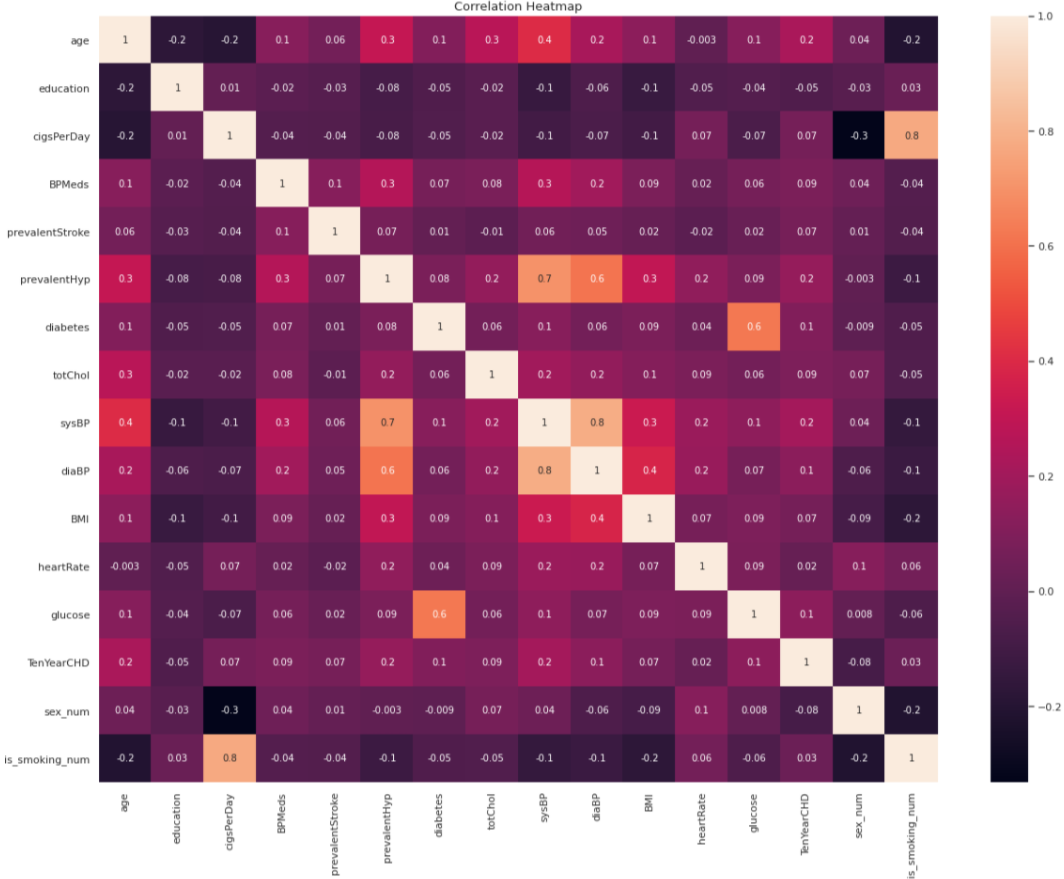 Correlation Heatmap
age 1 -0.2 -0.2 0.1 0.06 0.3 0.1 0.3 0.4 0.2 0.1 -0.003 0.1 0.2 0.04 -0.2
education -0.2 1 0.01 -0.02 -0.03 -0.08 -0.05 -0.02 -0.1 -0.06 -0.1 -0.05 -0.04 -0.05 -0.03 0.03
cigsPerDay -0.2 0.01 1 -0.04 -0.04 -0.08 -0.05 -0.02 -0.1 -0.07 -0.1 0.07 -0.07 0.07 -0.3 0.8
BPMeds 0.1 -0.02 -0.04 1 0.1 0.3 0.07 0.08 0.3 0.2 0.09 0.02 0.06 0.09 0.04 -0.04
prevalentStroke 0.06 -0.03 -0.04 0.1 1 0.07 0.01 -0.01 0.06 0.05 0.02 -0.02 0.02 0.07 0.01 -0.04
prevalentHyp 0.3 -0.08 -0.08 0.3 0.07 1 0.08 0.2 0.7 0.6 0.3 0.2 0.09 0.2 -0.003 -0.1
diabetes 0.1 -0.05 -0.05 0.07 0.01 0.08 1 0.06 0.1 0.06 0.09 0.04 0.6 0.1 -0.009 -0.05
totChol 0.3 -0.02 -0.02 0.08 -0.01 0.2 0.06 1 0.2 0.2 0.1 0.09 0.06 0.09 0.07 -0.05
sysBP 0.4 -0.1 -0.1 0.3 0.06 0.7 0.1 0.2 1 0.8 0.3 0.2 0.1 0.2 0.04 -0.1
diaBP 0.2 -0.06 -0.07 0.2 0.05 0.6 0.06 0.2 0.8 1 0.4 0.2 0.07 0.1 -0.06 -0.1
BMI 0.1 -0.1 -0.1 0.09 0.02 0.3 0.09 0.1 0.3 0.4 1 0.07 0.09 0.07 -0.09 -0.2
heartRate -0.003 -0.05 0.07 0.02 -0.02 0.2 0.04 0.09 0.2 0.2 0.07 1 0.09 0.02 0.1 0.06
glucose 0.1 -0.04 -0.07 0.06 0.02 0.09 0.6 0.06 0.1 0.07 0.09 0.09 1 0.1 0.008 -0.06
TenYearCHD 0.2 -0.05 0.07 0.09 0.07 0.2 0.1 0.09 0.2 0.1 0.07 0.02 0.1 1 -0.08 0.03
sex_num 0.04 -0.03 -0.3 0.04 0.01 -0.003 -0.009 0.07 0.04 -0.06 -0.09 0.1 0.008 -0.08 1 -0.2
is_smoking_num -0.2 0.03 0.8 -0.04 -0.04 -0.1 -0.05 -0.05 -0.1 -0.1 -0.2 0.06 -0.06 0.03 -0.2 1
age education cigsPerDay BPMeds prevalentStroke prevalentHyp diabetes totChol sysBP diaBP BMI heartRate glucose TenYearCHD sex_num is_smoking_num
1.0
0.8
0.6
0.4
0.2
0.0
−0.2